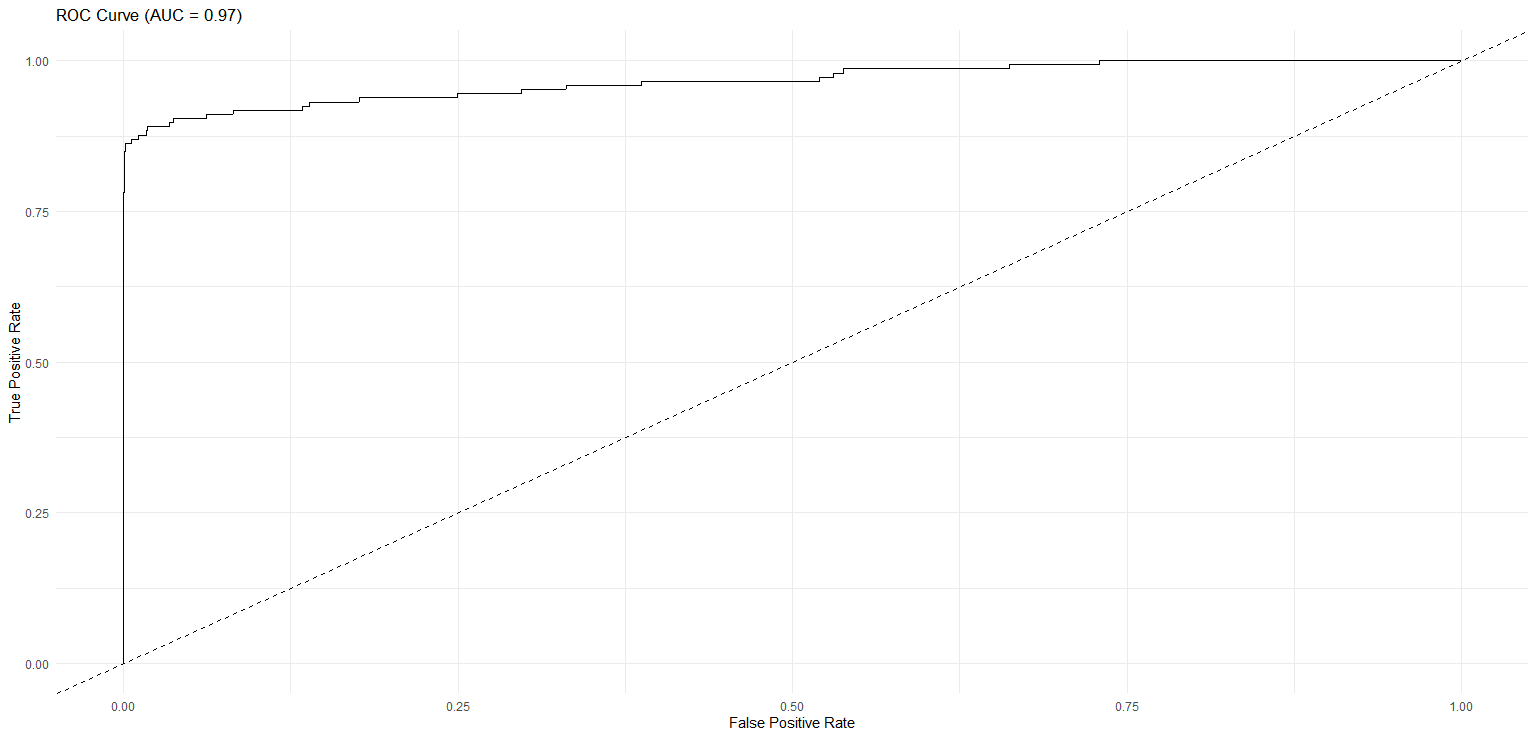 ROC Curve (AUC = 0.97)
1.00
0.75
0.50
0.25
0.00
True Positive Rate
0.00 0.25 0.50 0.75 1.00
False Positive Rate